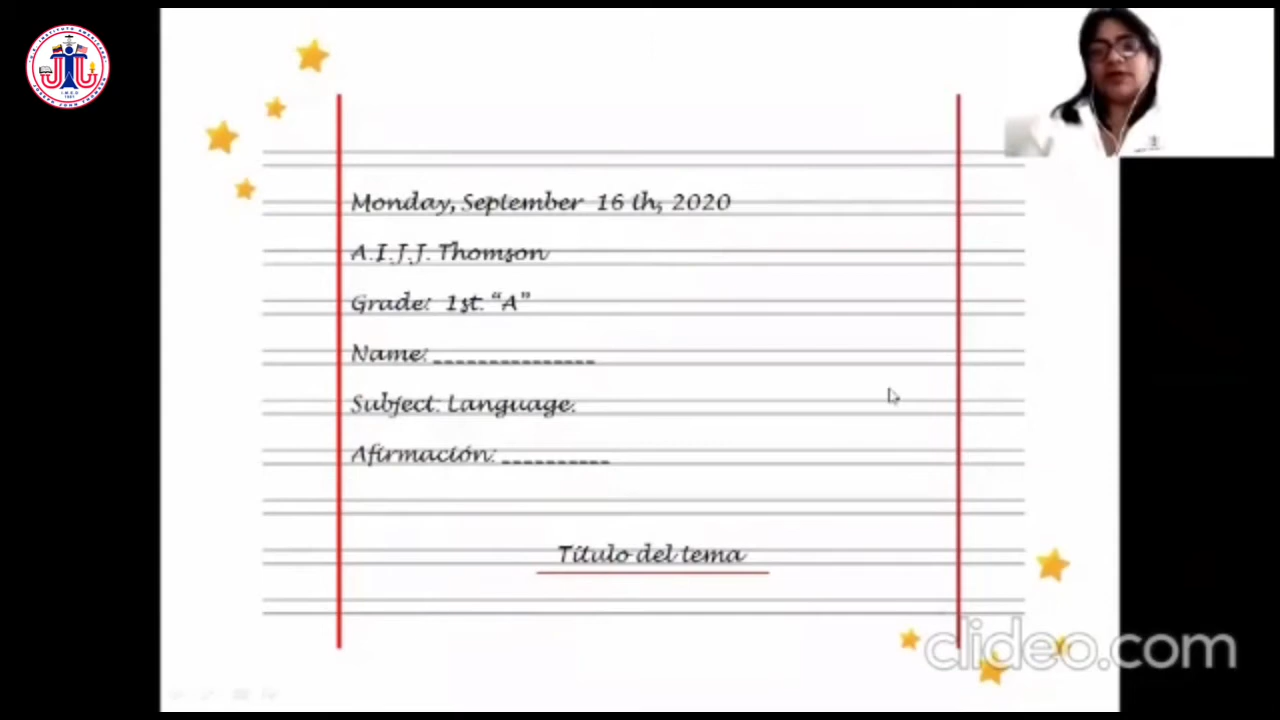 Monday, September 16 th, 2020
A.I.J.J. Thomson
Grade: 1st. “A”
Name: _______________
Subject: Language.
Afirmación: __________
Título del tema
clideo.com